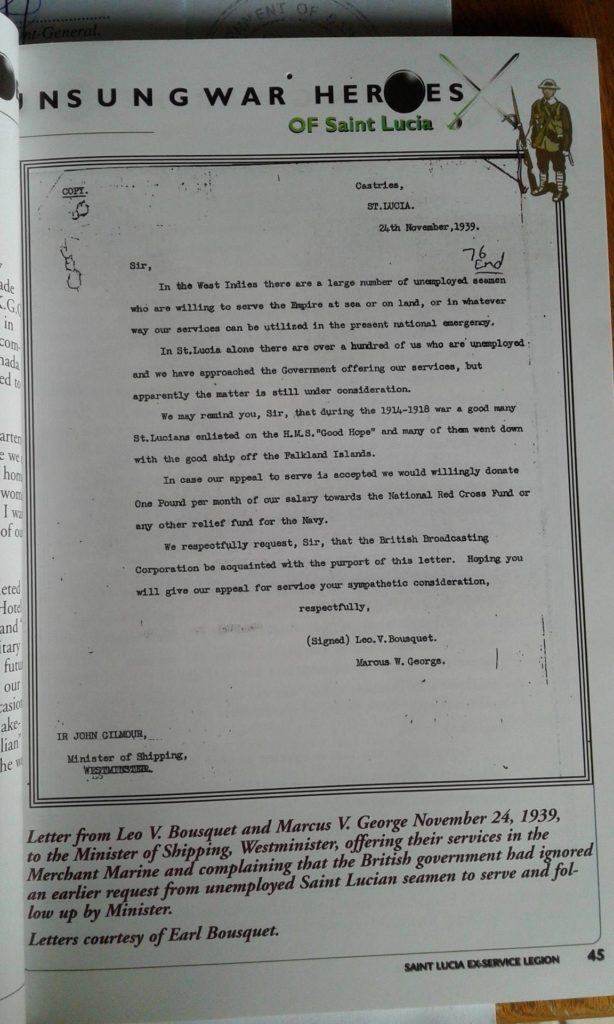 nt-General.
UNSUNG WAR HEROES
OF Saint Lucia
COPY.
Castries,
ST.LUCIA.
24th November,1939.
76
End
Sir,
In the West Indies there are a large number of unemployed seamen
who are willing to serve the Empire at sea or on land, or in whatever
way our services can be utilized in the present national emergency.
In St.Lucia alone there are over a hundred of us who are unemployed
and we have approached the Government offering our services, but
apparently the matter is still under consideration.
We may remind you, Sir, that during the 1914-1918 war a good many
St.Lucians enlisted on the H.M.S."Good Hope" and many of them went down
with the good ship off the Falkland Islands.
In case our appeal to serve is accepted we would willingly donate
One Pound per month of our salary towards the National Red Cross Fund or
any other relief fund for the Navy.
We respectfully request, Sir, that the British Broadcasting
Corporation be acquainted with the purport of this letter. Hoping you
will give our appeal for service your sympathetic consideration,
respectfully,
(Signed) Leo.V.Bousquet.
Marcus W. George.
IR JOHN GILMOUR,
Minister of Shipping,
WESTMINSTER.
Letter from Leo V. Bousquet and Marcus V. George November 24, 1939,
to the Minister of Shipping, Westminister, offering their services in the
Merchant Marine and complaining that the British government had ignored
an earlier request from unemployed Saint Lucian seamen to serve and fol-
low up by Minister.
Letters courtesy of Earl Bousquet.
SAINT LUCIA EX-SERVICE LEGION 45